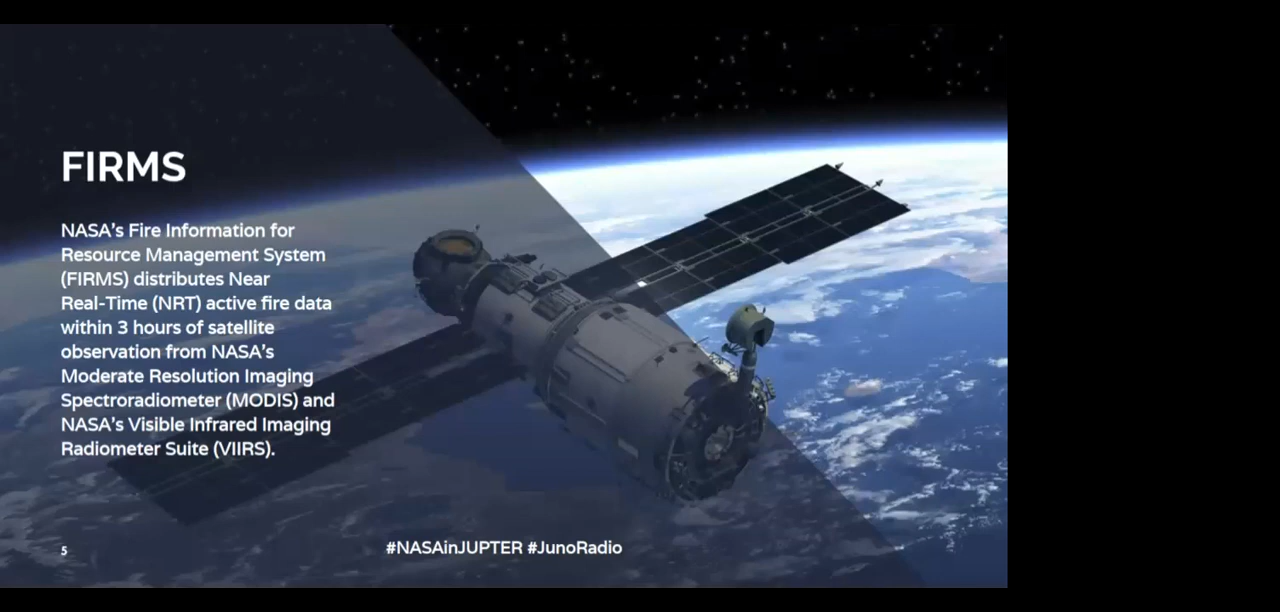 FIRMS
NASA's Fire Information for
Resource Management System
(FIRMS) distributes Near
Real-Time (NRT) active fire data
within 3 hours of satellite
observation from NASA's
Moderate Resolution Imaging
Spectroradiometer (MODIS) and
NASA's Visible Infrared Imaging
Radiometer Suite (VIIRS).
5
#NASAinJUPTER #JunoRadio